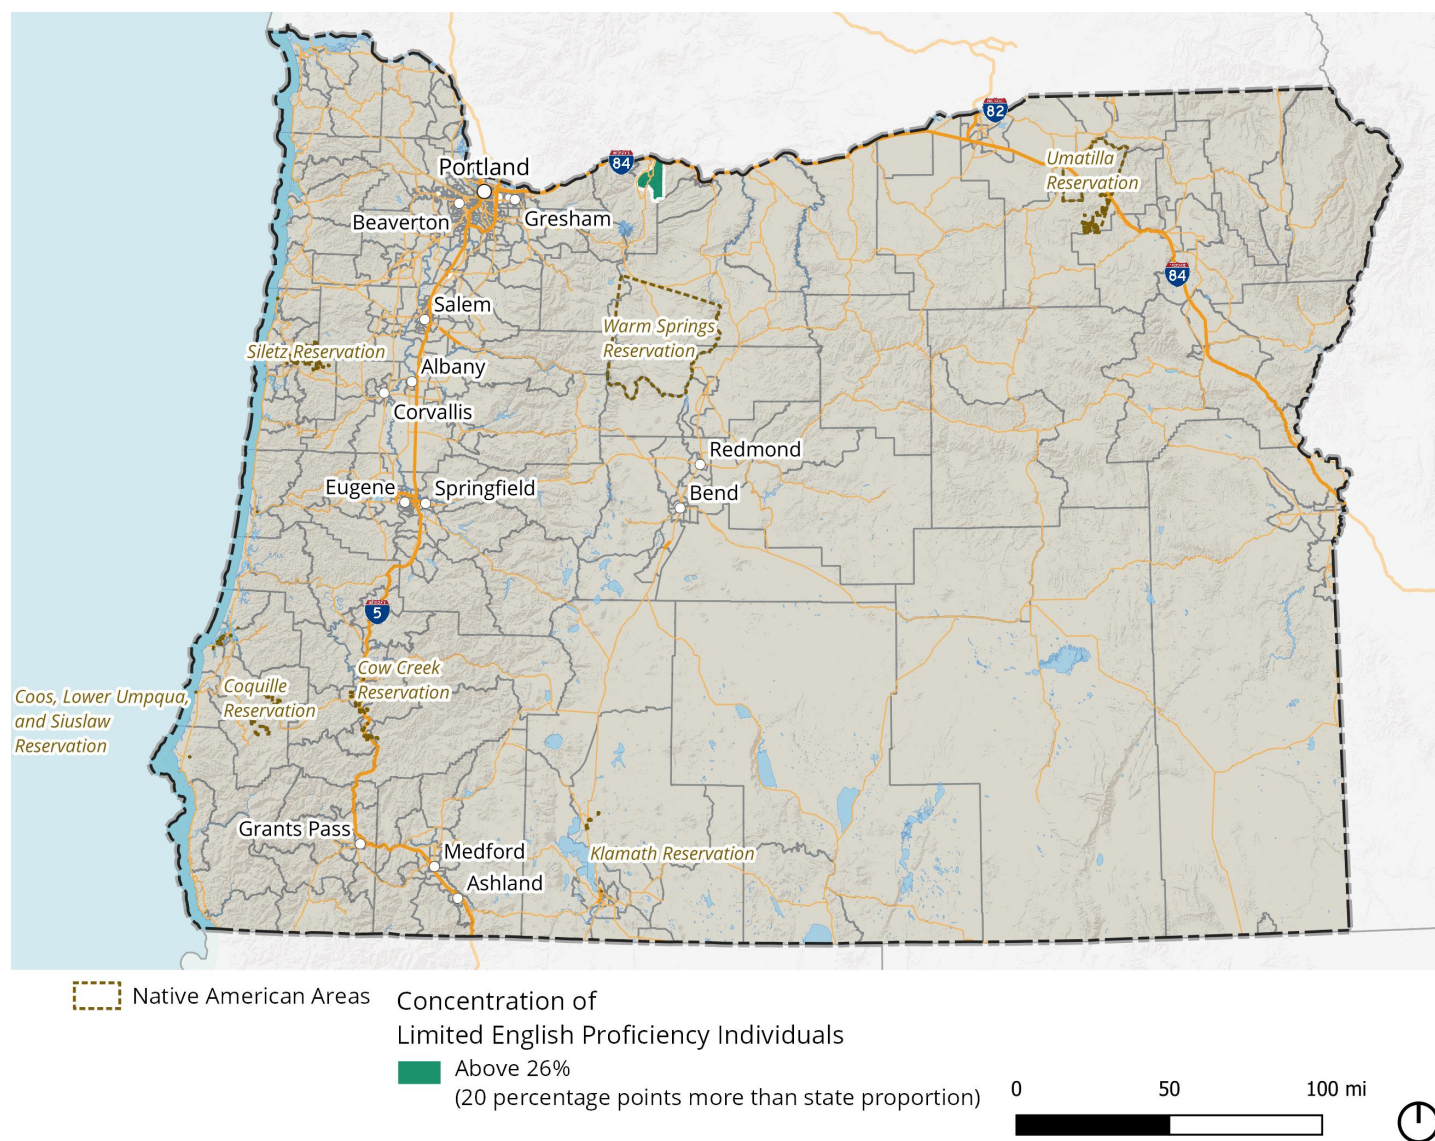 82
84
Portland
Umatilla
Reservation
Beaverton
Gresham
84
Salem
Warm Springs
Reservation
Siletz Reservation
Albany
Corvallis
Redmond
Eugene
Springfield
Bend
5
Cow Creek
Reservation
Coquille
Reservation
Coos, Lower Umpqua,
and Siuslaw
Reservation
Grants Pass
Medford
Klamath Reservation
Ashland
Native American Areas
Concentration of
Limited English Proficiency Individuals
Above 26%
(20 percentage points more than state proportion)
0 50 100 mi